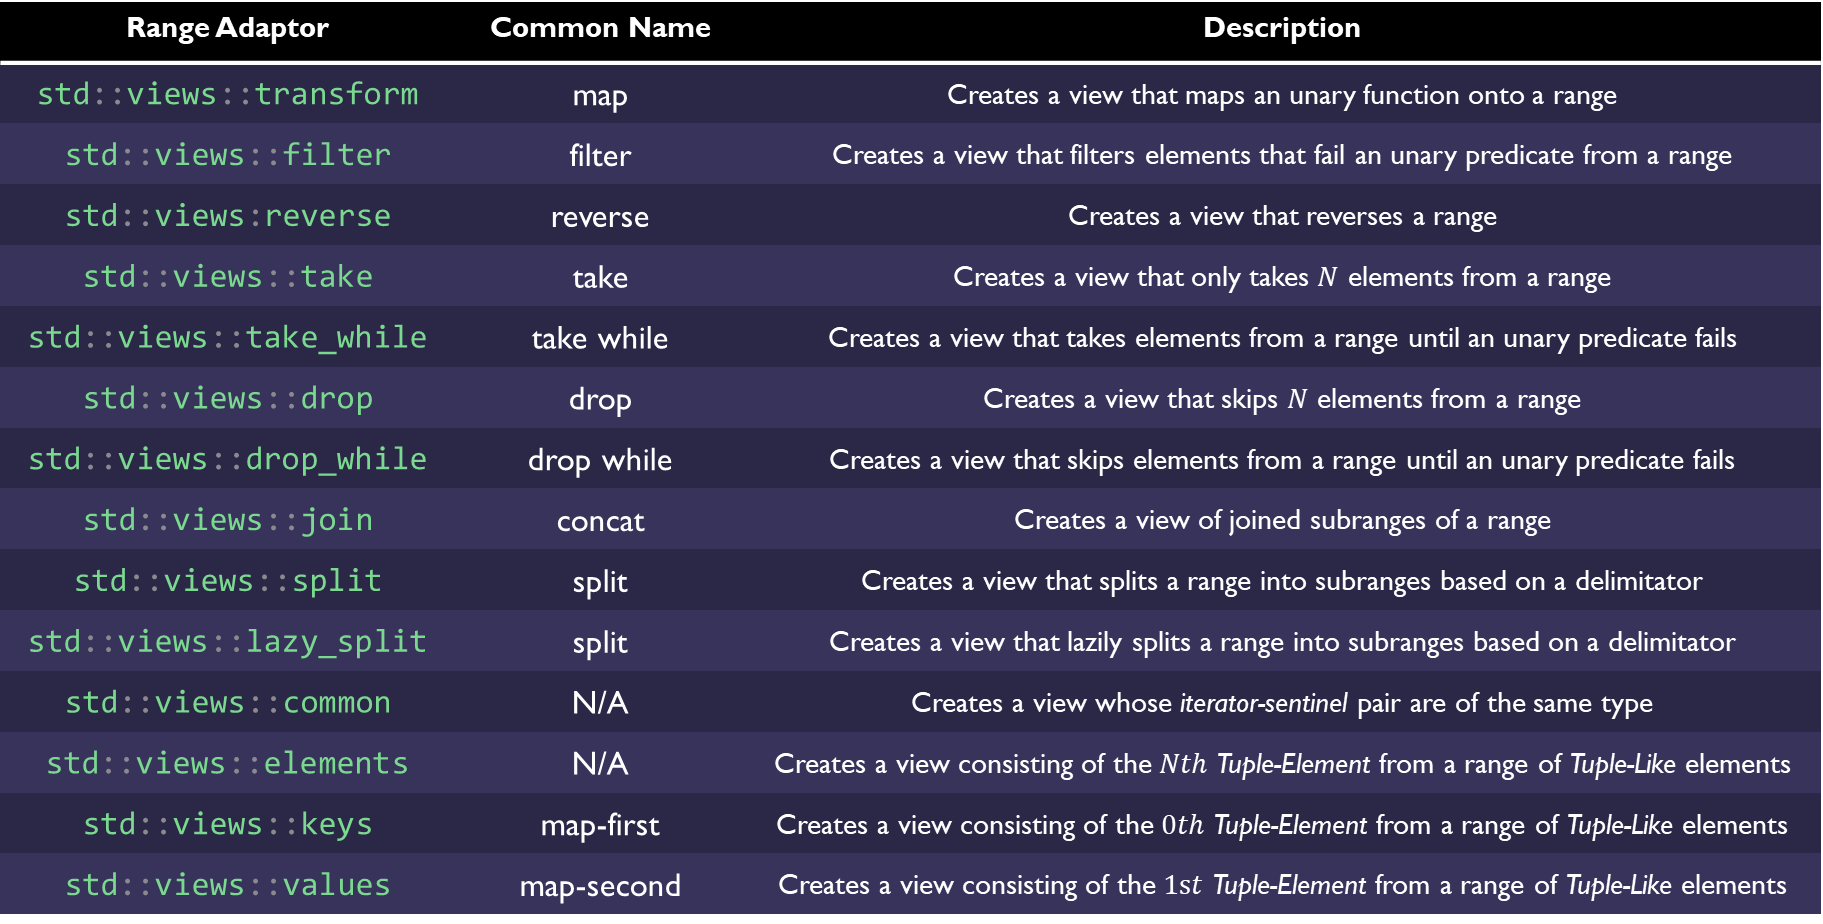 Range Adaptor Common Name Description
std::views::transform map Creates a view that maps an unary function onto a range
std::views::filter filter Creates a view that filters elements that fail an unary predicate from a range
std::views:reverse reverse Creates a view that reverses a range
std::views::take take Creates a view that only takes N elements from a range
std::views::take_while take while Creates a view that takes elements from a range until an unary predicate fails
std::views::drop drop Creates a view that skips N elements from a range
std::views::drop_while drop while Creates a view that skips elements from a range until an unary predicate fails
std::views::join concat Creates a view of joined subranges of a range
std::views::split split Creates a view that splits a range into subranges based on a delimitator
std::views::lazy_split split Creates a view that lazily splits a range into subranges based on a delimitator
std::views::common N/A Creates a view whose iterator-sentinel pair are of the same type
std::views::elements N/A Creates a view consisting of the Nth Tuple-Element from a range of Tuple-Like elements
std::views::keys map-first Creates a view consisting of the 0th Tuple-Element from a range of Tuple-Like elements
std::views::values map-second Creates a view consisting of the 1st Tuple-Element from a range of Tuple-Like elements